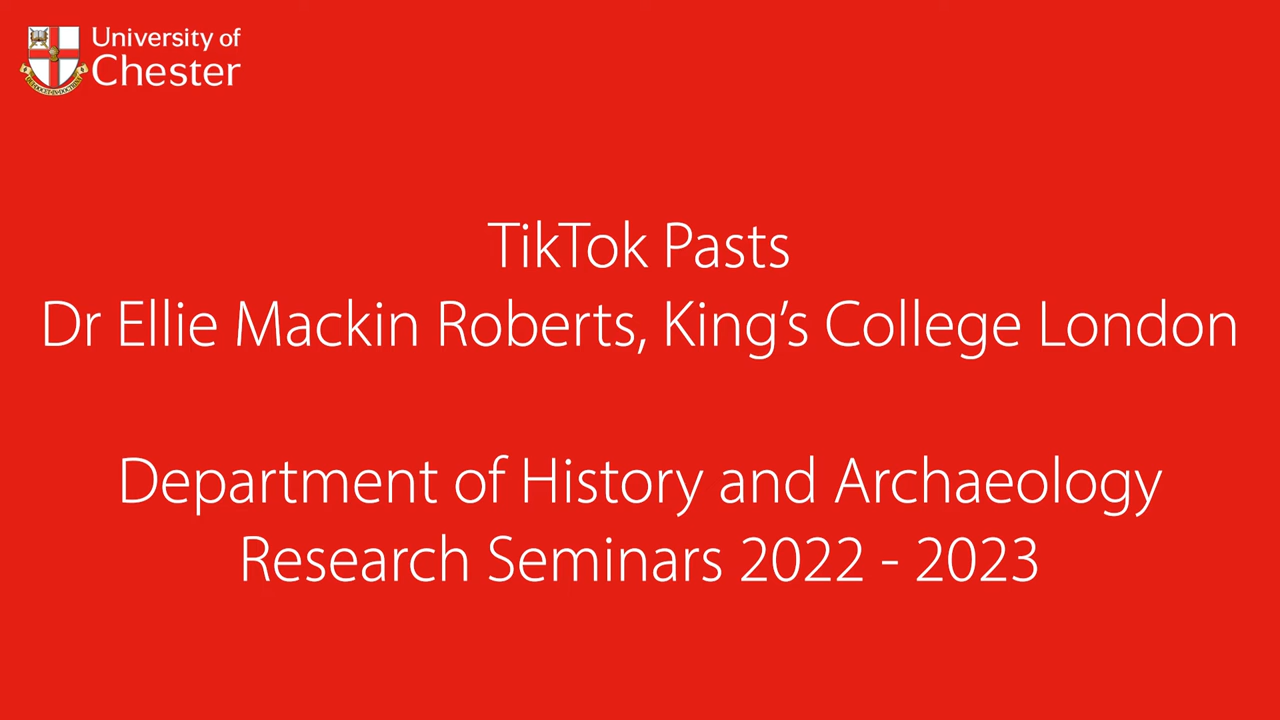 University of
Chester
TikTok Pasts
Dr Ellie Mackin Roberts, King’s College London
Department of History and Archaeology
Research Seminars 2022 - 2023